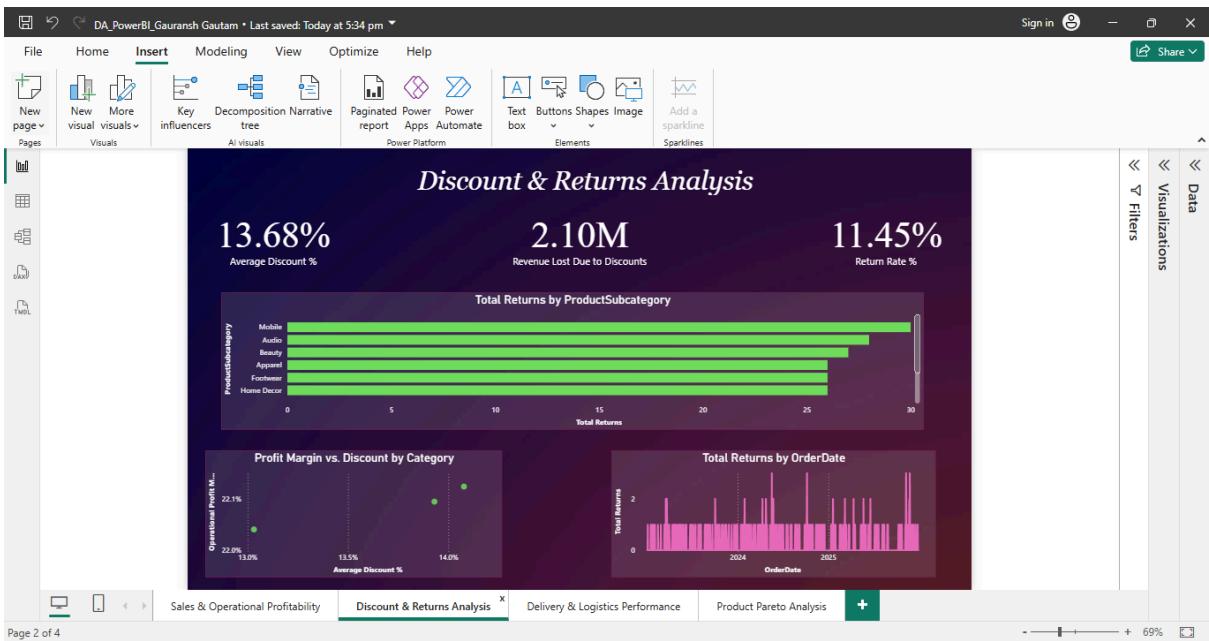 DA_PowerBI_Gauransh Gautam • Last saved: Today at 5:34 pm
Sign in
File Home Insert Modeling View Optimize Help
Share
New page
New visual
More visuals
Key influencers
Decomposition tree
Narrative
Paginated report
Power Apps
Power Automate
Text box
Buttons
Shapes
Image
Add a sparkline
Pages Visuals AI visuals Power Platform Elements Sparklines
Discount & Returns Analysis
13.68% 2.10M 11.45%
Average Discount % Revenue Lost Due to Discounts Return Rate %
Total Returns by ProductSubcategory
ProductSubcategory
Mobile
Audio
Beauty
Apparel
Footwear
Home Decor
0 5 10 15 20 25 30
Total Returns
Profit Margin vs. Discount by Category
Operational Profit M...
22.1%
22.0%
13.0% 13.5% 14.0%
Average Discount %
Total Returns by OrderDate
Total Returns
2
0
2024 2025
OrderDate
Filters
Visualizations
Data
DAX
TMDL
Sales & Operational Profitability Discount & Returns Analysis x Delivery & Logistics Performance Product Pareto Analysis +
Page 2 of 4
- + 69%